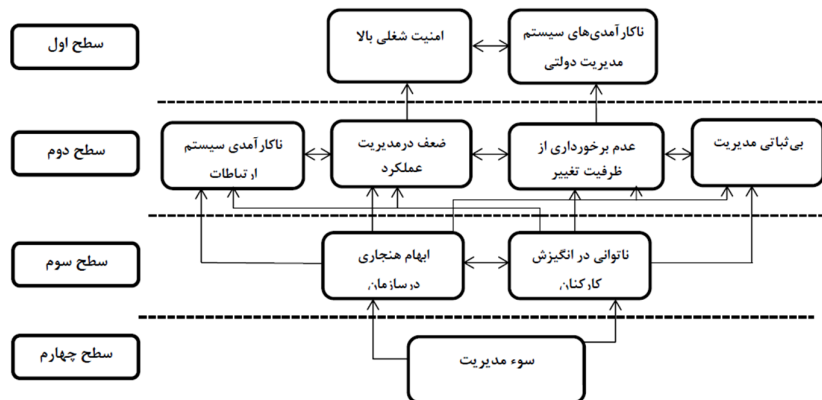 سطح اول
امنیت شغلی بالا
ناکارآمدی‌های سیستم
مدیریت دولتی
سطح دوم
ناکارآمدی سیستم
ارتباطات
ضعف درمدیریت
عملکرد
عدم برخورداری از
ظرفیت تغییر
بی‌ثباتی مدیریت
سطح سوم
ابهام هنجاری
درسازمان
ناتوانی در انگیزش
کارکنان
سطح چهارم
سوء مدیریت